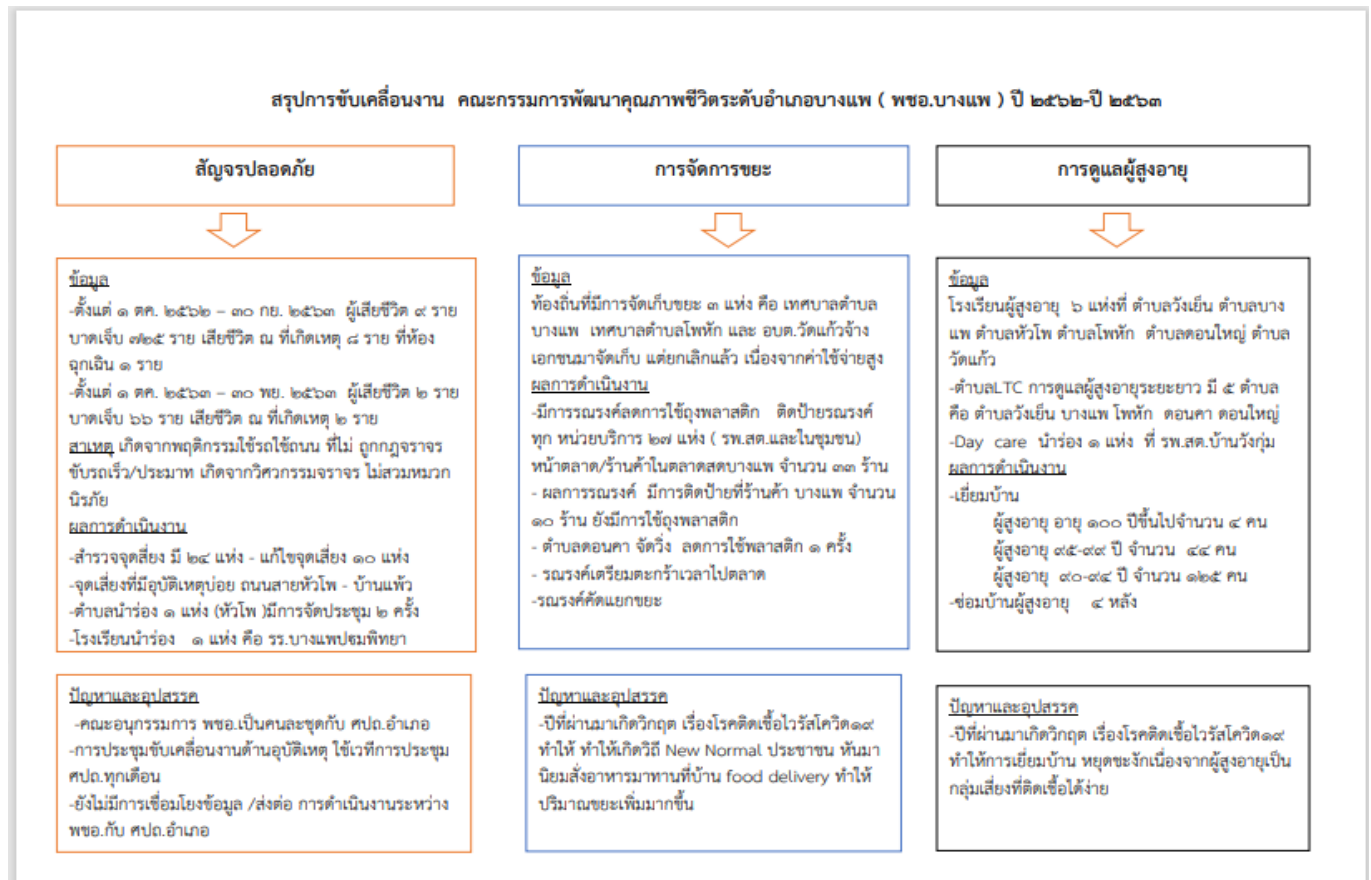 สรุปการขับเคลื่อนงาน คณะกรรมการพัฒนาคุณภาพชีวิตระดับอำเภอบางแพ ( พชอ.บางแพ ) ปี ๒๕๖๒-ปี ๒๕๖๓
สัญจรปลอดภัย
ข้อมูล
-ตั้งแต่ ๑ ตค. ๒๕๖๒ – ๓๐ กย. ๒๕๖๓ ผู้เสียชีวิต ๙ ราย
บาดเจ็บ ๗๒๕ ราย เสียชีวิต ณ ที่เกิดเหตุ ๘ ราย ที่ห้อง
ฉุกเฉิน ๑ ราย
-ตั้งแต่ ๑ ตค. ๒๕๖๓ – ๓๐ พย. ๒๕๖๓ ผู้เสียชีวิต ๒ ราย
บาดเจ็บ ๖๖ ราย เสียชีวิต ณ ที่เกิดเหตุ ๒ ราย
สาเหตุ เกิดจากพฤติกรรมใช้รถใช้ถนน ที่ไม่ ถูกกฎจราจร
ขับรถเร็ว/ประมาท เกิดจากวิศวกรรมจราจร ไม่สวมหมวก
นิรภัย
ผลการดำเนินงาน
-สำรวจจุดเสี่ยง มี ๒๔ แห่ง - แก้ไขจุดเสี่ยง ๑๐ แห่ง
-จุดเสี่ยงที่มีอุบัติเหตุบ่อย ถนนสายหัวโพ - บ้านแพ้ว
-ตำบลนำร่อง ๑ แห่ง (หัวโพ )มีการจัดประชุม ๒ ครั้ง
-โรงเรียนนำร่อง ๑ แห่ง คือ รร.บางแพปฐมพิทยา
ปัญหาและอุปสรรค
-คณะอนุกรรมการ พชอ.เป็นคนละชุดกับ ศปถ.อำเภอ
-การประชุมขับเคลื่อนงานด้านอุบัติเหตุ ใช้เวทีการประชุม
ศปถ.ทุกเดือน
-ยังไม่มีการเชื่อมโยงข้อมูล /ส่งต่อ การดำเนินงานระหว่าง
พชอ.กับ ศปถ.อำเภอ
การจัดการขยะ
ข้อมูล
ท้องถิ่นที่มีการจัดเก็บขยะ ๓ แห่ง คือ เทศบาลตำบล
บางแพ เทศบาลตำบลโพหัก และ อบต.วัดแก้วจ้าง
เอกชนมาจัดเก็บ แต่ยกเลิกแล้ว เนื่องจากค่าใช้จ่ายสูง
ผลการดำเนินงาน
-มีการรณรงค์ลดการใช้ถุงพลาสติก ติดป้ายรณรงค์
ทุก หน่วยบริการ ๒๗ แห่ง ( รพ.สต.และในชุมชน)
หน้าตลาด/ร้านค้าในตลาดสดบางแพ จำนวน ๓๓ ร้าน
- ผลการรณรงค์ มีการติดป้ายที่ร้านค้า บางแพ จำนวน
๑๐ ร้าน ยังมีการใช้ถุงพลาสติก
- ตำบลดอนคา จัดวิ่ง ลดการใช้พลาสติก ๑ ครั้ง
- รณรงค์เตรียมตะกร้าเวลาไปตลาด
-รณรงค์คัดแยกขยะ
ปัญหาและอุปสรรค
-ปีที่ผ่านมาเกิดวิกฤต เรื่องโรคติดเชื้อไวรัสโควิด๑๙
ทำให้ ทำให้เกิดวิถี New Normal ประชาชน หันมา
นิยมสั่งอาหารมาทานที่บ้าน food delivery ทำให้
ปริมาณขยะเพิ่มมากขึ้น
การดูแลผู้สูงอายุ
ข้อมูล
โรงเรียนผู้สูงอายุ ๖ แห่งที่ ตำบลวังเย็น ตำบลบาง
แพ ตำบลหัวโพ ตำบลโพหัก ตำบลดอนใหญ่ ตำบล
วัดแก้ว
-ตำบลLTC การดูแลผู้สูงอายุระยะยาว มี ๕ ตำบล
คือ ตำบลวังเย็น บางแพ โพหัก ดอนคา ดอนใหญ่
-Day care นำร่อง ๑ แห่ง ที่ รพ.สต.บ้านวังกุ่ม
ผลการดำเนินงาน
-เยี่ยมบ้าน
ผู้สูงอายุ อายุ ๑๐๐ ปีขึ้นไปจำนวน ๔ คน
ผู้สูงอายุ ๙๕-๙๙ ปี จำนวน ๔๔ คน
ผู้สูงอายุ ๙๐-๙๔ ปี จำนวน ๑๒๕ คน
-ซ่อมบ้านผู้สูงอายุ ๔ หลัง
ปัญหาและอุปสรรค
-ปีที่ผ่านมาเกิดวิกฤต เรื่องโรคติดเชื้อไวรัสโควิด๑๙
ทำให้การเยี่ยมบ้าน หยุดชะงักเนื่องจากผู้สูงอายุเป็น
กลุ่มเสี่ยงที่ติดเชื้อได้ง่าย